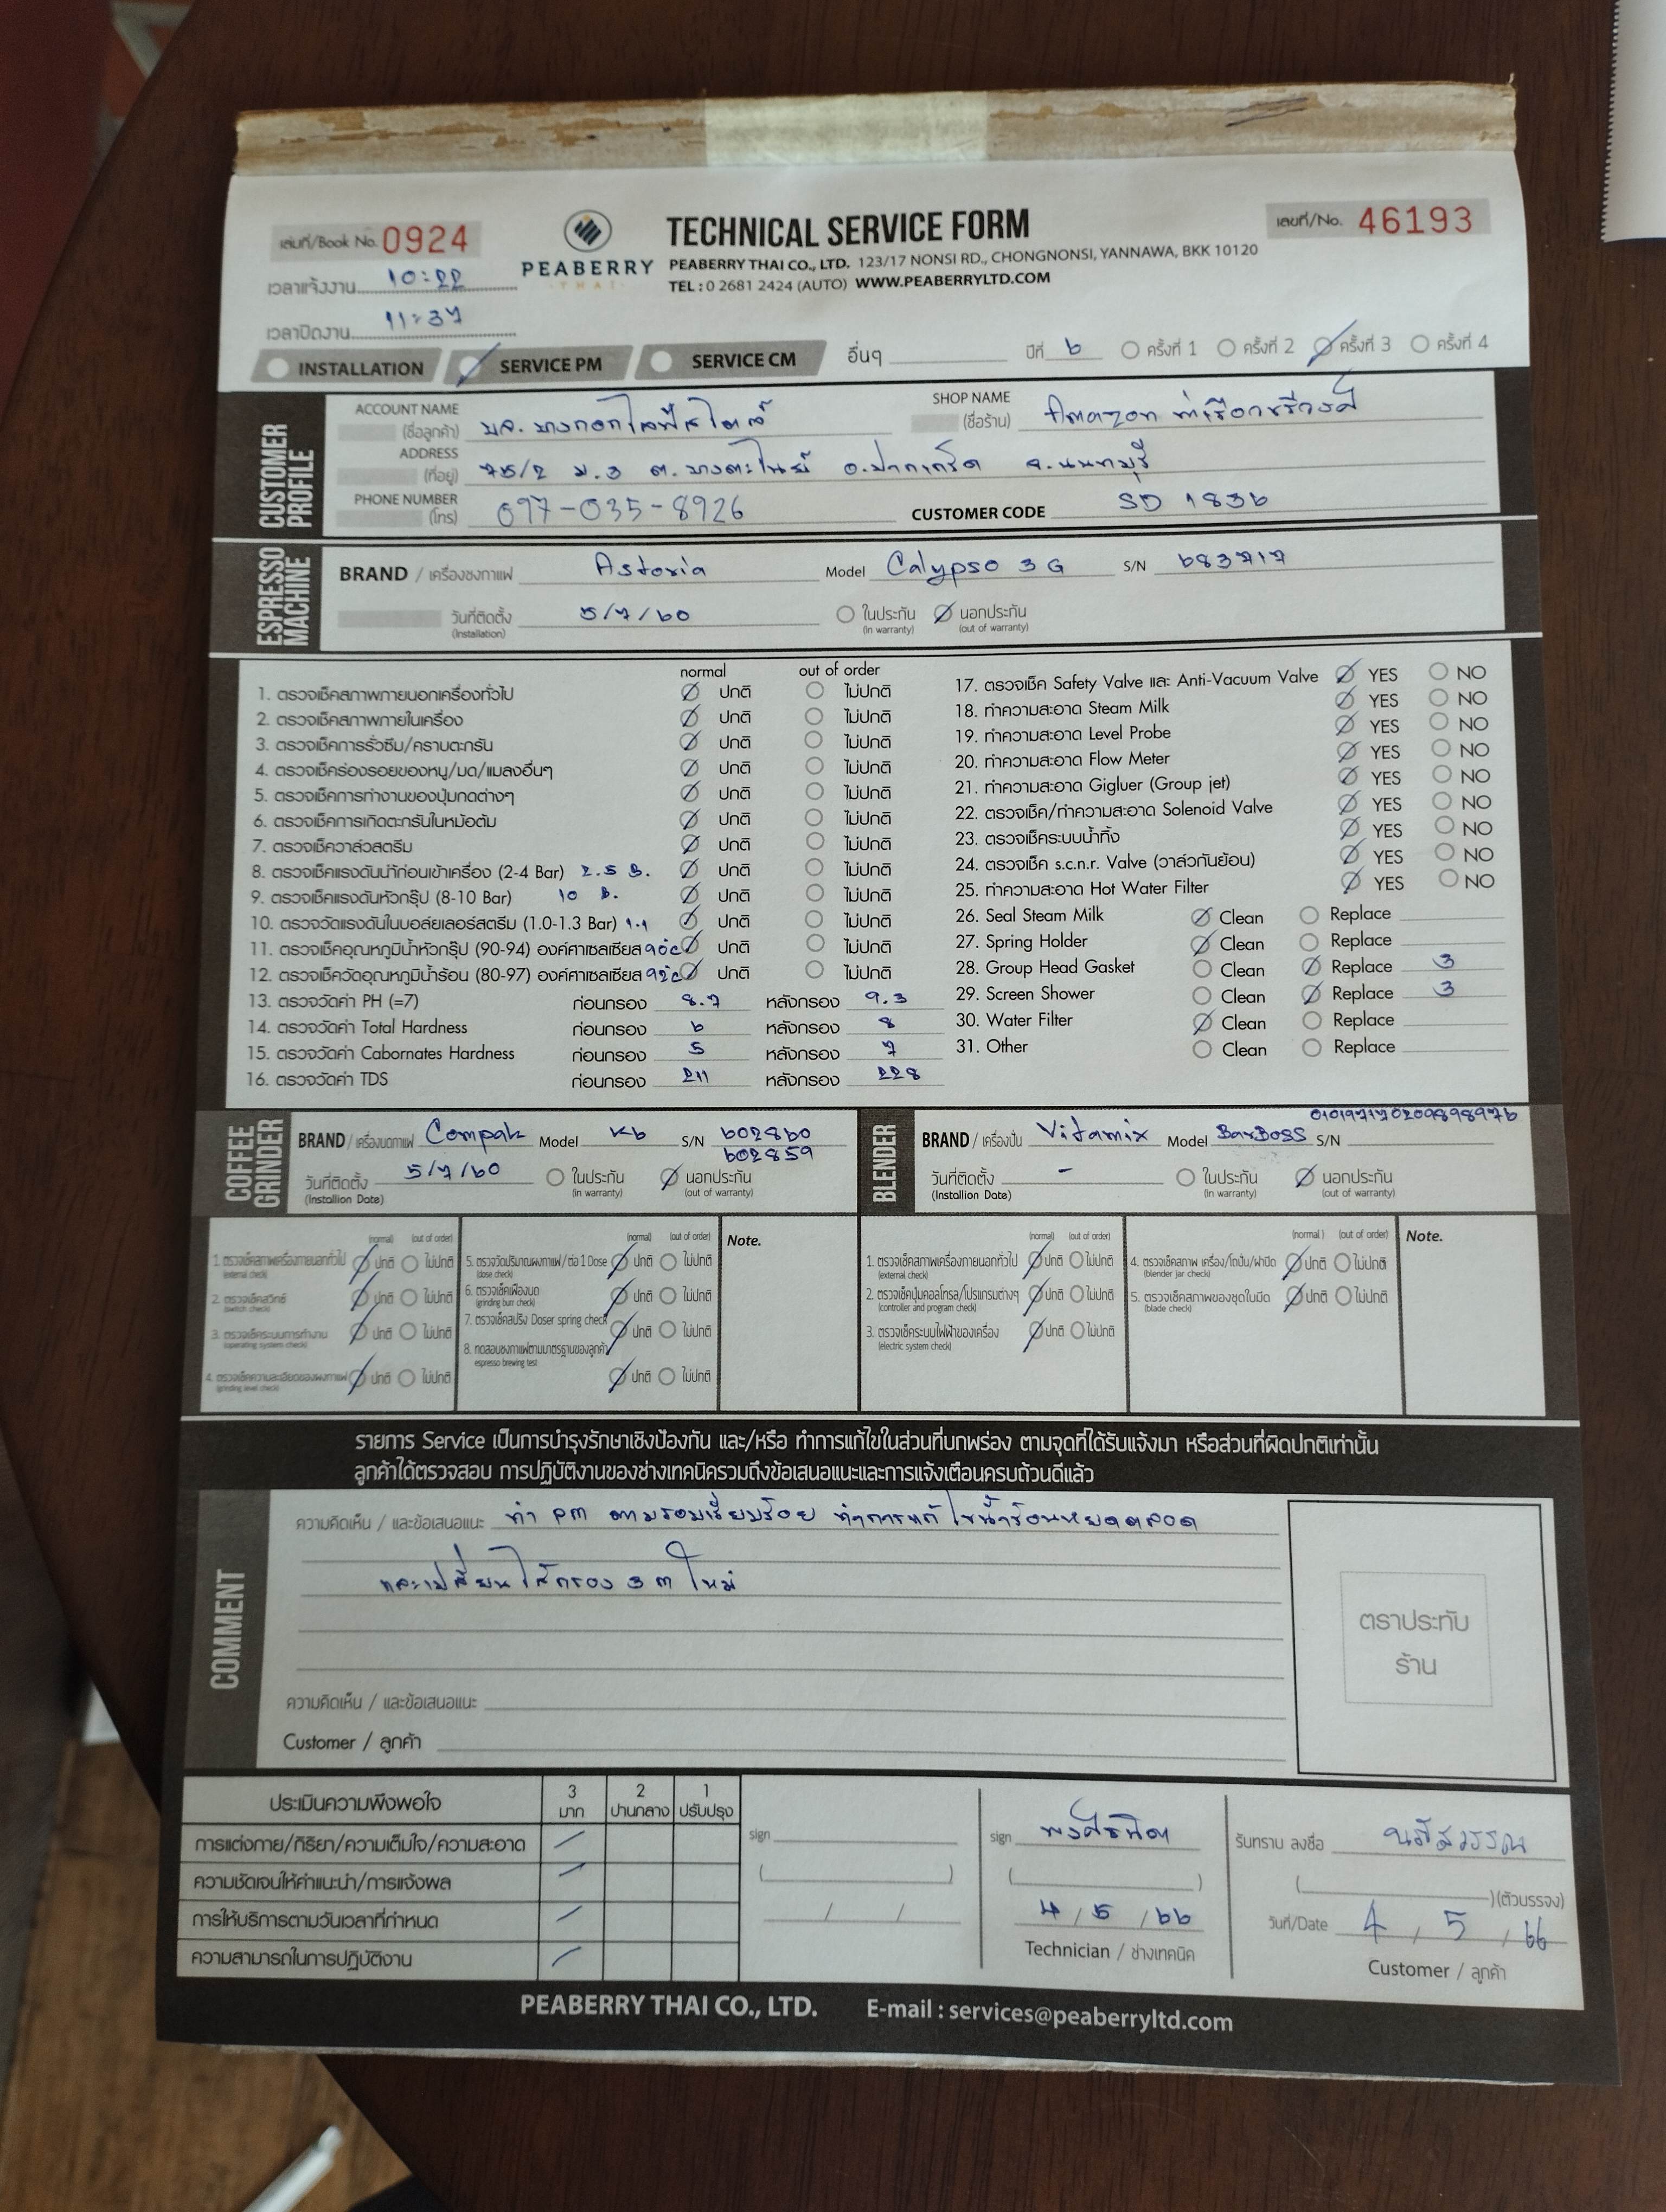 เล่มที่/Book No. 0924
เลขที่/No. 46193
PEABERRY
THAI
TECHNICAL SERVICE FORM
PEABERRY THAI CO., LTD. 123/17 NONSI RD., CHONGNONSI, YANNAWA, BKK 10120
TEL : 0 2681 2424 (AUTO) WWW.PEABERRYLTD.COM
เวลาแจ้งงาน 10:22
เวลาปิดงาน 11:37
INSTALLATION SERVICE PM SERVICE CM อื่นๆ ปีที่ 6 ครั้งที่ 1 ครั้งที่ 2 ครั้งที่ 3 ครั้งที่ 4
CUSTOMER PROFILE
ACCOUNT NAME (ชื่อลูกค้า) บจ. บางกอกไลฟ์สไตล์ SHOP NAME (ชื่อร้าน) Amazon
ADDRESS (ที่อยู่) 75/2 ม.3 ต.บางตะไนย์ อ.ปากเกร็ด จ.นนทบุรี
PHONE NUMBER (โทร) 097-035-8926 CUSTOMER CODE SD 1836
ESPRESSO MACHINE
BRAND / เครื่องชงกาแฟ Astoria Model Calypso 3 G S/N 683717
วันที่ติดตั้ง (Installation) 5/7/60 ในประกัน (in warranty) นอกประกัน (out of warranty)
normal out of order
1. ตรวจเช็คสภาพภายนอกเครื่องทั่วไป ปกติ ไม่ปกติ
2. ตรวจเช็คสภาพภายในเครื่อง ปกติ ไม่ปกติ
3. ตรวจเช็คการรั่วซึม/คราบตะกรัน ปกติ ไม่ปกติ
4. ตรวจเช็คร่องรอยของหนู/มด/แมลงอื่นๆ ปกติ ไม่ปกติ
5. ตรวจเช็คการทำงานของปุ่มกดต่างๆ ปกติ ไม่ปกติ
6. ตรวจเช็คการเกิดตะกรันในหม้อต้ม ปกติ ไม่ปกติ
7. ตรวจเช็ควาล์วสตรีม ปกติ ไม่ปกติ
8. ตรวจเช็คแรงดันน้ำก่อนเข้าเครื่อง (2-4 Bar) 2.5 B. ปกติ ไม่ปกติ
9. ตรวจเช็คแรงดันหัวกรุ๊ป (8-10 Bar) 10 B. ปกติ ไม่ปกติ
10. ตรวจวัดแรงดันในบอล์ยเลอร์สตรีม (1.0-1.3 Bar) 1.1 ปกติ ไม่ปกติ
11. ตรวจเช็คอุณหภูมิน้ำหัวกรุ๊ป (90-94) องศ์ศาเซลเซียส 90°c ปกติ ไม่ปกติ
12. ตรวจเช็ควัดอุณหภูมิน้ำร้อน (80-97) องศ์ศาเซลเซียส 92°c ปกติ ไม่ปกติ
13. ตรวจวัดค่า PH (=7) ก่อนกรอง 8.7 หลังกรอง 9.3
14. ตรวจวัดค่า Total Hardness ก่อนกรอง 6 หลังกรอง 8
15. ตรวจวัดค่า Cabornates Hardness ก่อนกรอง 5 หลังกรอง 7
16. ตรวจวัดค่า TDS ก่อนกรอง 211 หลังกรอง 228
17. ตรวจเช็ค Safety Valve และ Anti-Vacuum Valve YES NO
18. ทำความสะอาด Steam Milk YES NO
19. ทำความสะอาด Level Probe YES NO
20. ทำความสะอาด Flow Meter YES NO
21. ทำความสะอาด Gigluer (Group jet) YES NO
22. ตรวจเช็ค/ทำความสะอาด Solenoid Valve YES NO
23. ตรวจเช็คระบบน้ำทิ้ง YES NO
24. ตรวจเช็ค s.c.n.r. Valve (วาล์วกันย้อน) YES NO
25. ทำความสะอาด Hot Water Filter YES NO
26. Seal Steam Milk Clean Replace
27. Spring Holder Clean Replace
28. Group Head Gasket Clean Replace 3
29. Screen Shower Clean Replace 3
30. Water Filter Clean Replace
31. Other Clean Replace
COFFEE GRINDER
BRAND / เครื่องบดกาแฟ Compak Model K6 S/N 602860
602859
วันที่ติดตั้ง (Installion Date) 5/7/60 ในประกัน (in warranty) นอกประกัน (out of warranty)
BLENDER
BRAND / เครื่องปั่น Vitamix Model BarBoss S/N
วันที่ติดตั้ง (Installion Date) - ในประกัน (in warranty) นอกประกัน (out of warranty)
(normal) (out of order)
1. ตรวจเช็คสภาพเครื่องภายนอกทั่วไป (external check) ปกติ ไม่ปกติ
2. ตรวจเช็คสวิทช์ (switch check) ปกติ ไม่ปกติ
3. ตรวจเช็คระบบการทำงาน (operating system check) ปกติ ไม่ปกติ
4. ตรวจเช็คความละเอียดของผงกาแฟ (grinding level check) ปกติ ไม่ปกติ
(normal) (out of order)
5. ตรวจวัดปริมาณผงกาแฟ/ต่อ 1 Dose (dose check) ปกติ ไม่ปกติ
6. ตรวจเช็คเฟืองบด (grinding burr check) ปกติ ไม่ปกติ
7. ตรวจเช็คสปริง Doser spring check ปกติ ไม่ปกติ
8. ทดสอบชงกาแฟตามมาตรฐานของลูกค้า espresso brewing test ปกติ ไม่ปกติ
Note.
(normal) (out of order)
1. ตรวจเช็คสภาพเครื่องภายนอกทั่วไป (external check) ปกติ ไม่ปกติ
2. ตรวจเช็คปุ่มคอลโทรล/โปรแกรมต่างๆ (controller and program check) ปกติ ไม่ปกติ
3. ตรวจเช็คระบบไฟฟ้าของเครื่อง (electric system check) ปกติ ไม่ปกติ
(normal ) (out of order)
4. ตรวจเช็คสภาพ เครื่อง/โถปั่น/ฝาปิด (blender jar check) ปกติ ไม่ปกติ
5. ตรวจเช็คสภาพของชุดใบมีด (blade check) ปกติ ไม่ปกติ
Note.
รายการ Service เป็นการบำรุงรักษาเชิงป้องกัน และ/หรือ ทำการแก้ไขในส่วนที่บกพร่อง ตามจุดที่ได้รับแจ้งมา หรือส่วนที่ผิดปกติเท่านั้น
ลูกค้าได้ตรวจสอบ การปฏิบัติงานของช่างเทคนิครวมถึงข้อเสนอแนะและการแจ้งเตือนครบถ้วนดีแล้ว
COMMENT
ความคิดเห็น / และข้อเสนอแนะ ทำ PM ตามรอบเรียบร้อย ทำการแก้ไขน้ำร้อนหยดตลอด
และเปลี่ยนไส้กรอง 3 m ใหม่
ความคิดเห็น / และข้อเสนอแนะ
Customer / ลูกค้า
ตราประทับ
ร้าน
ประเมินความพึงพอใจ 3 มาก 2 ปานกลาง 1 ปรับปรุง
การแต่งกาย/กิริยา/ความเต็มใจ/ความสะอาด
ความชัดเจนให้คำแนะนำ/การแจ้งผล
การให้บริการตามวันเวลาที่กำหนด
ความสามารถในการปฏิบัติงาน
sign
( )
/ /
sign
( )
4 / 5 / 66
Technician / ช่างเทคนิค
รับทราบ ลงชื่อ
( ) (ตัวบรรจง)
วันที่/Date 4 / 5 / 66
Customer / ลูกค้า
PEABERRY THAI CO., LTD. E-mail : services@peaberryltd.com